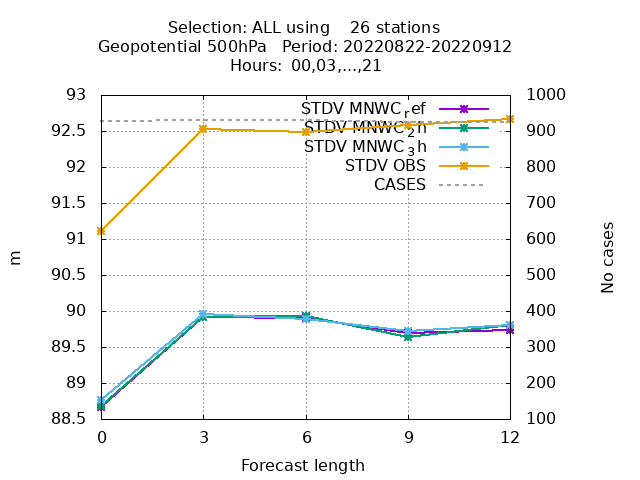 Selection: ALL using 26 stations
Geopotential 500hPa Period: 20220822-20220912
Hours: 00,03,...,21
STDV MNWC_ref
STDV MNWC_2h
STDV MNWC_3h
STDV OBS
CASES
93
92.5
92
91.5
91
90.5
90
89.5
89
88.5
1000
900
800
700
600
500
400
300
200
100
m
No cases
0 3 6 9 12
Forecast length